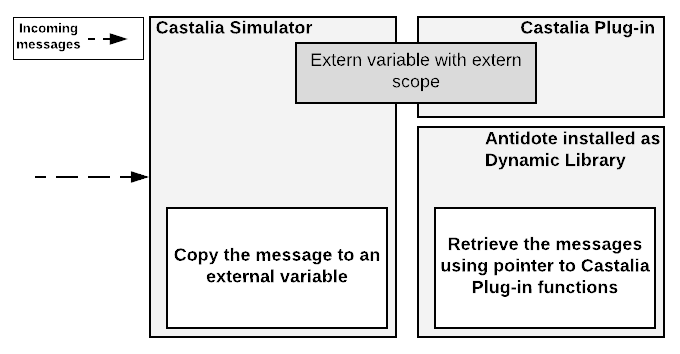 Incoming
messages
Castalia Simulator
Castalia Plug-in
Extern variable with extern
scope
Antidote installed as
Dynamic Library
Copy the message to an
external variable
Retrieve the messages
using pointer to Castalia
Plug-in functions